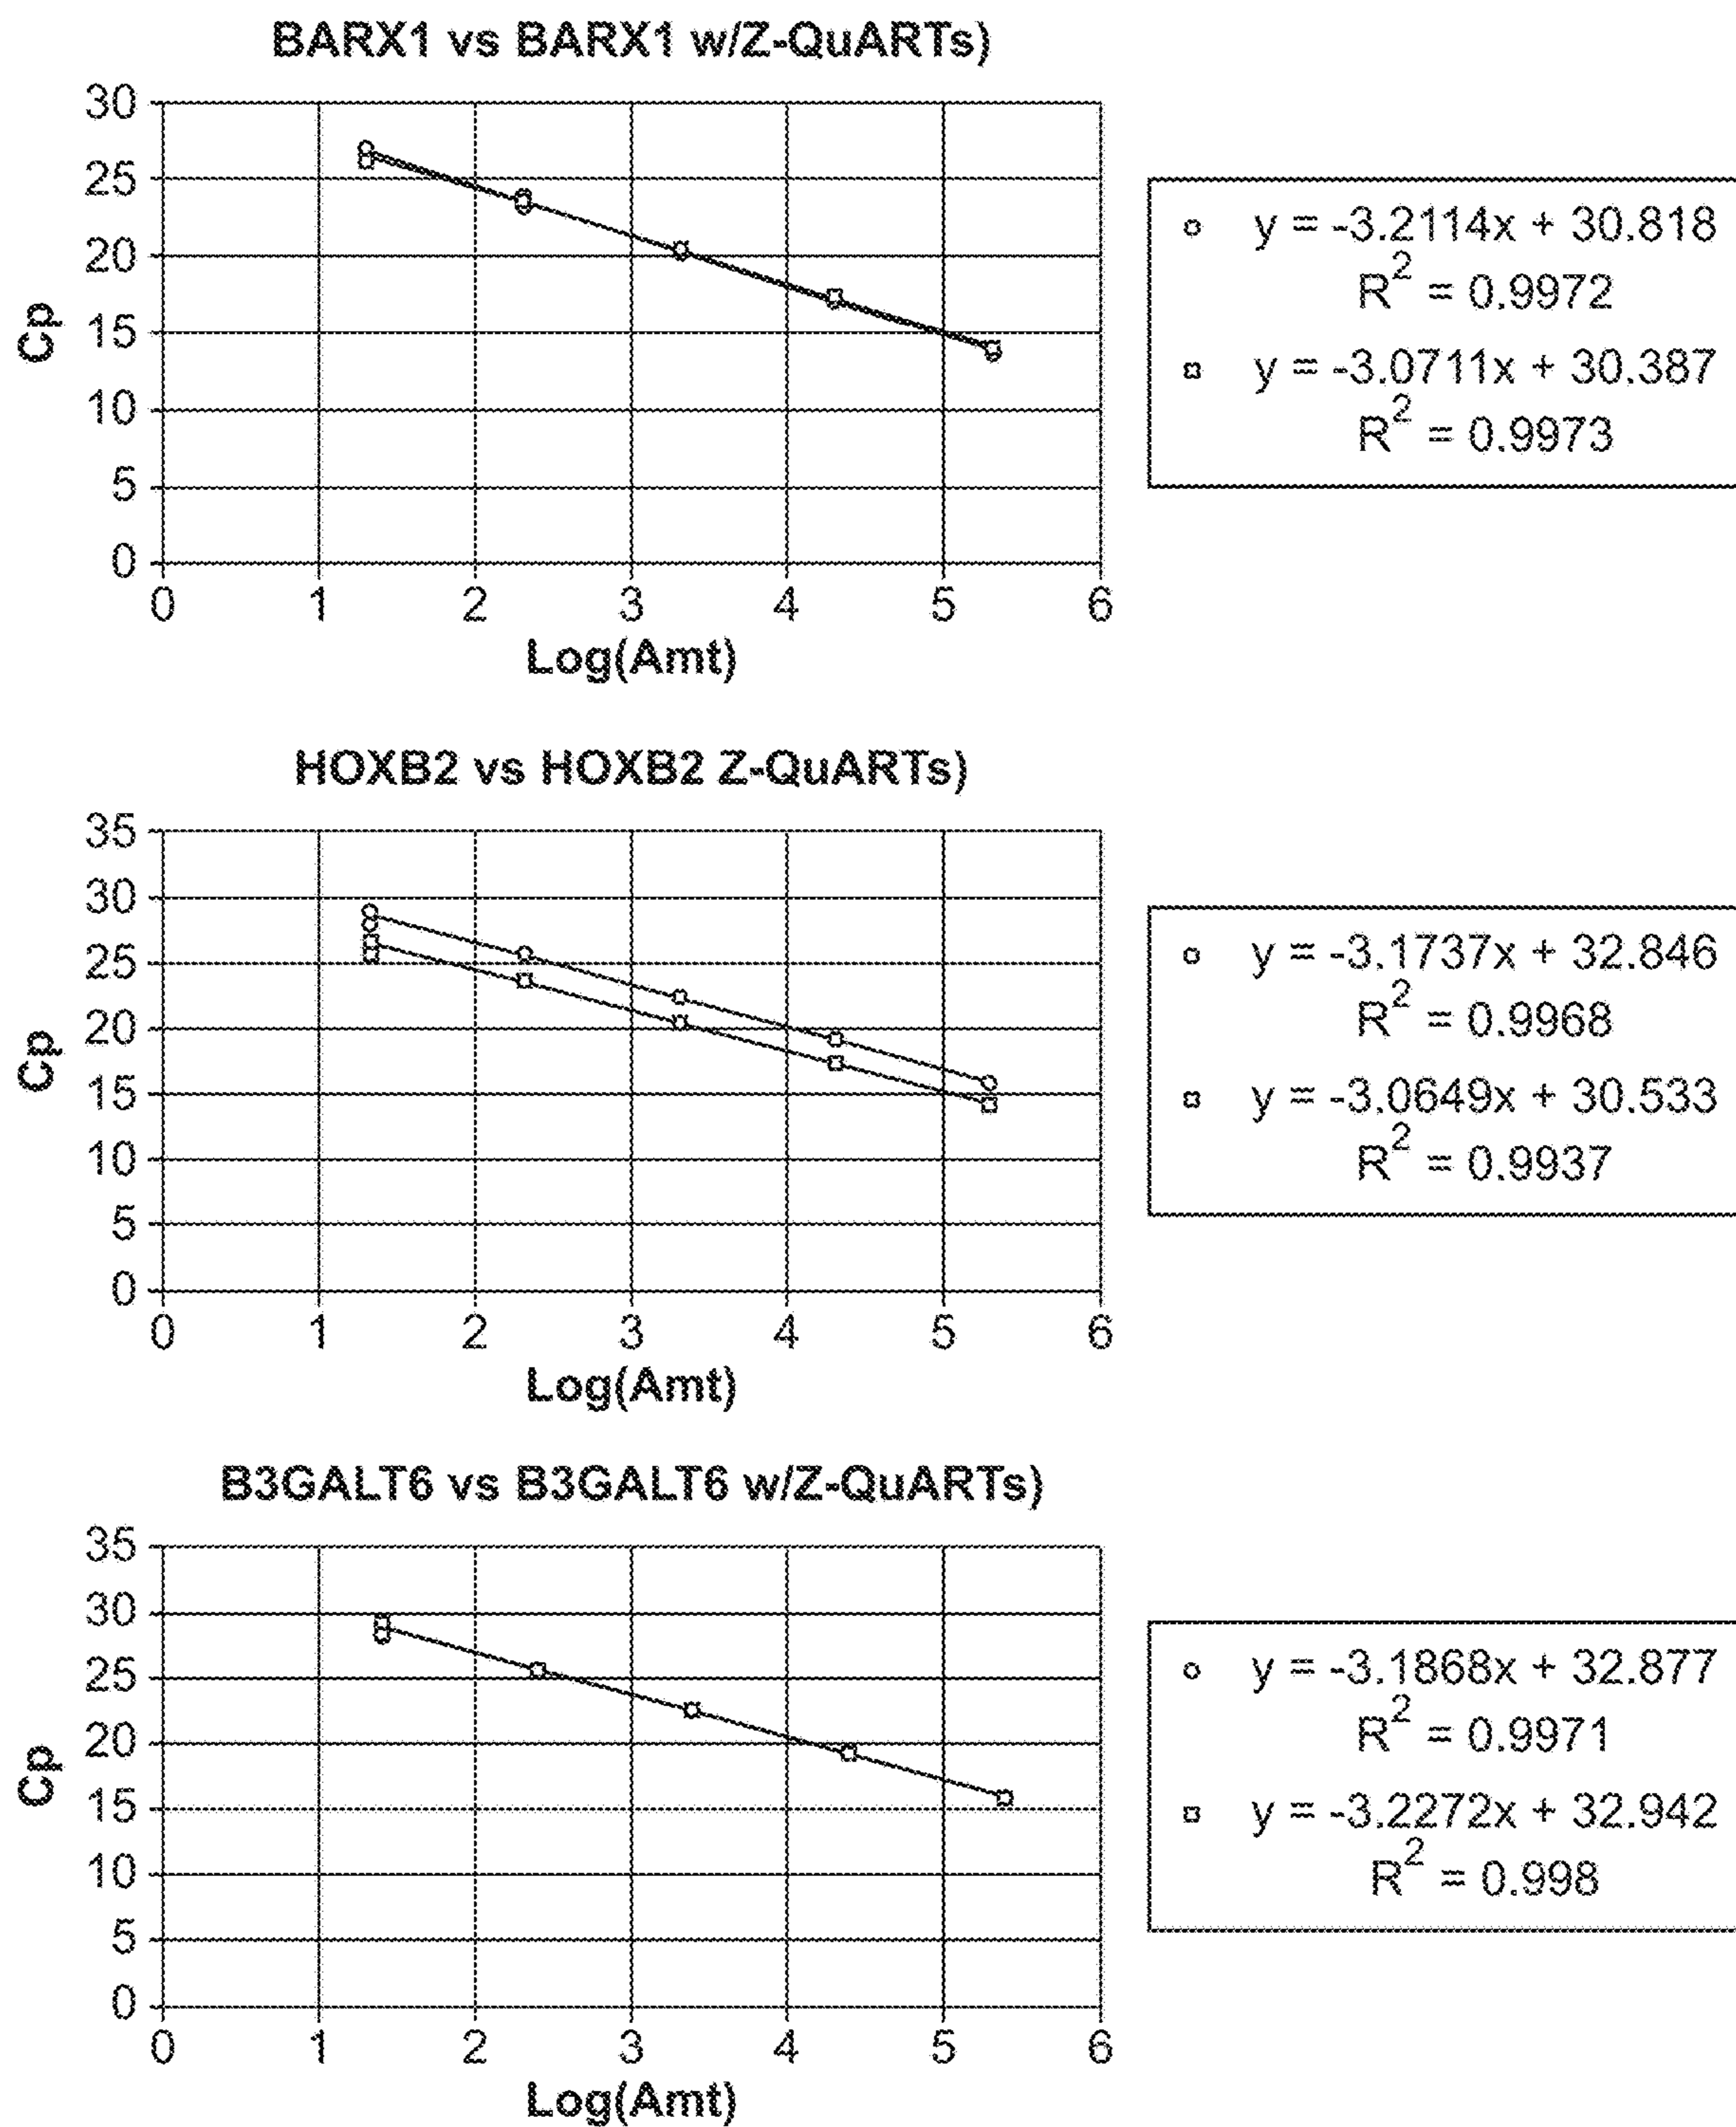 BARX1 vs BARX1 w/Z-QuARTs)
30
25
20
15
10
5
0
Cp
0 1 2 3 4 5 6
Log(Amt)
y = -3.2114x + 30.818
R² = 0.9972
y = -3.0711x + 30.387
R² = 0.9973
HOXB2 vs HOXB2 Z-QuARTs)
35
30
25
20
15
10
5
0
Cp
0 1 2 3 4 5 6
Log(Amt)
y = -3.1737x + 32.846
R² = 0.9968
y = -3.0649x + 30.533
R² = 0.9937
B3GALT6 vs B3GALT6 w/Z-QuARTs)
35
30
25
20
15
10
5
0
Cp
0 1 2 3 4 5 6
Log(Amt)
y = -3.1868x + 32.877
R² = 0.9971
y = -3.2272x + 32.942
R² = 0.998